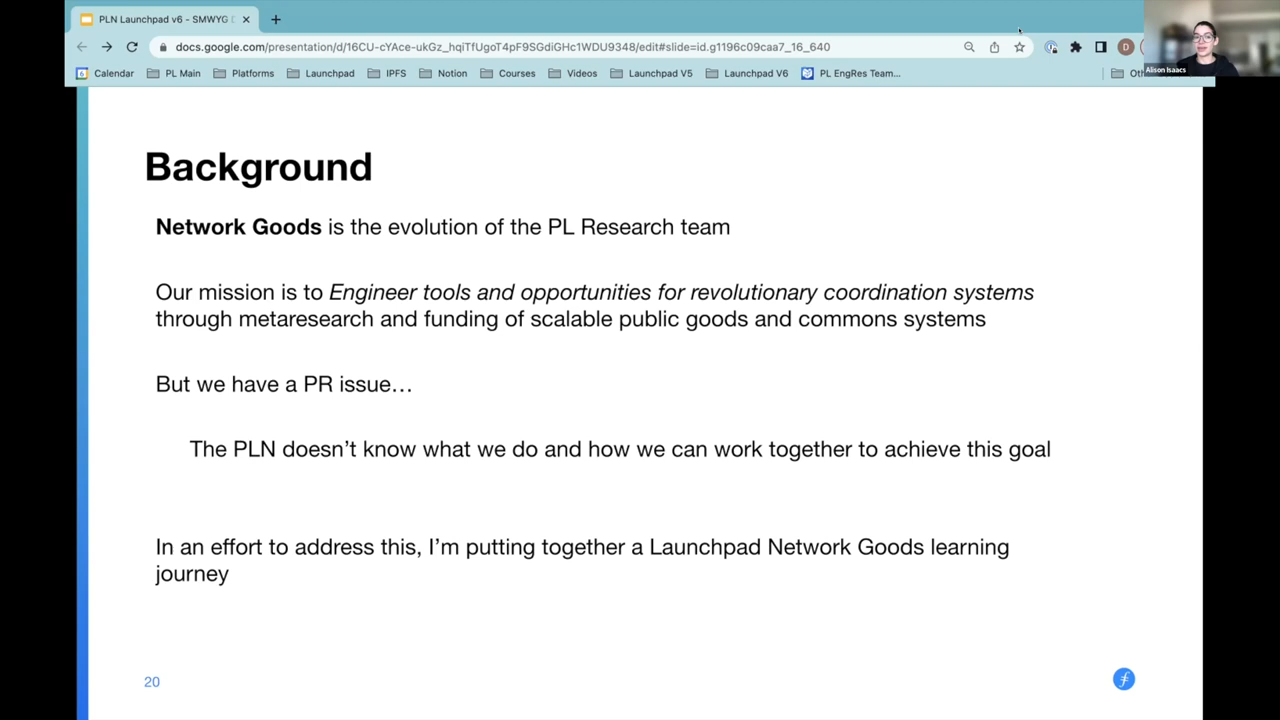 PLN Launchpad v6 - SMWYG
docs.google.com/presentation/d/16CU-cYAce-ukGz_hqiTfUgoT4pF9SGdiGHc1WDU9348/edit#slide=id.g1196c09caa7_16_640
D
6 Calendar PL Main Platforms Launchpad IPFS Notion Courses Videos Launchpad V5 Launchpad V6 PL EngRes Team...
Alison Isaacs
Background
Network Goods is the evolution of the PL Research team
Our mission is to Engineer tools and opportunities for revolutionary coordination systems
through metaresearch and funding of scalable public goods and commons systems
But we have a PR issue…
The PLN doesn’t know what we do and how we can work together to achieve this goal
In an effort to address this, I’m putting together a Launchpad Network Goods learning
journey
20